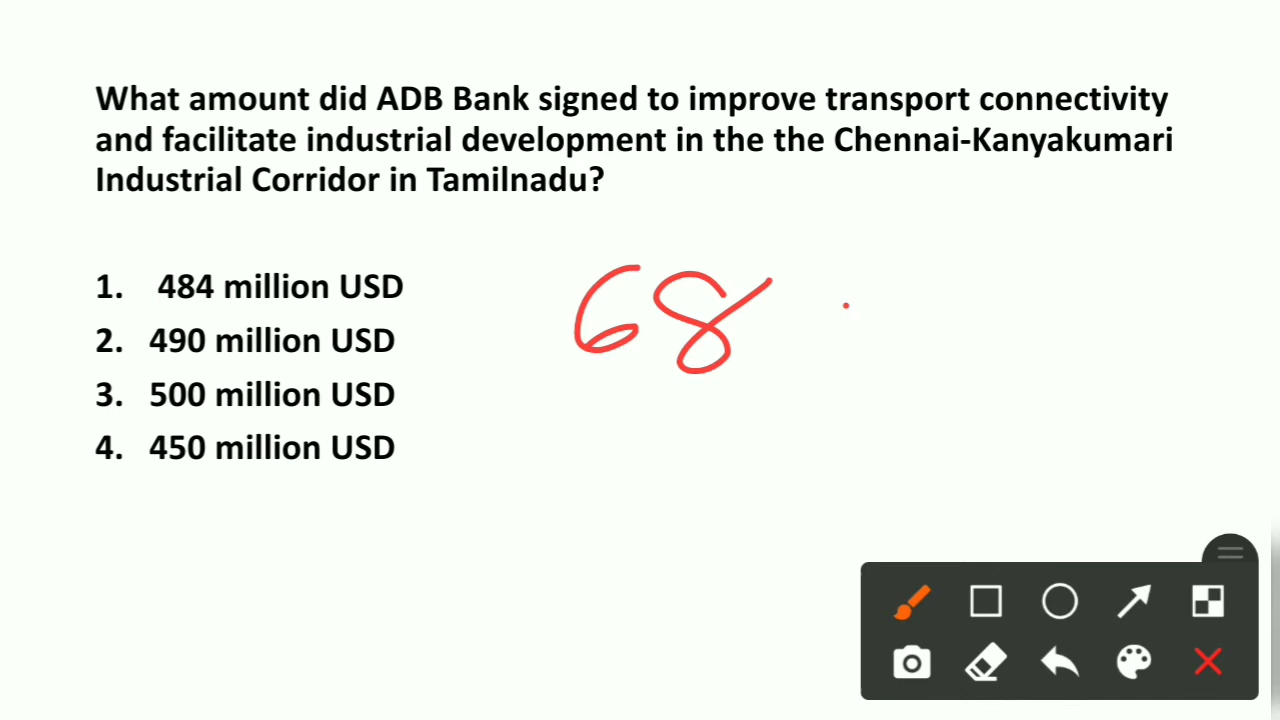 What amount did ADB Bank signed to improve transport connectivity
and facilitate industrial development in the the Chennai-Kanyakumari
Industrial Corridor in Tamilnadu?
1. 484 million USD
68
2. 490 million USD
3. 500 million USD
4. 450 million USD